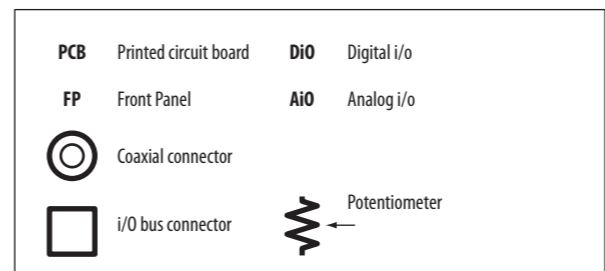 PCB Printed circuit board DiO Digital i/o
FP Front Panel AiO Analog i/o
Coaxial connector
Potentiometer
i/O bus connector